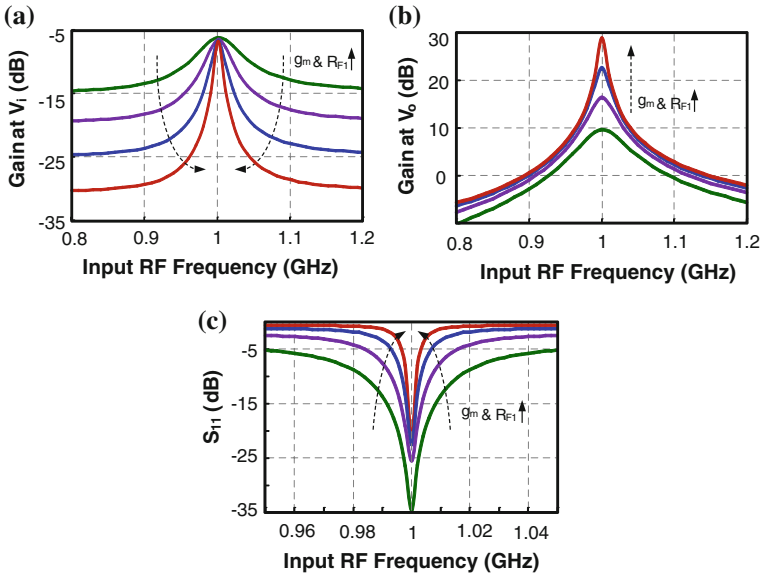 (a)
Gain at Vi (dB)
-5
-15
-25
-35
gm & RF1
0.8 0.9 1 1.1 1.2
Input RF Frequency (GHz)
(b)
Gain at Vo (dB)
30
20
10
0
gm & RF1
0.8 0.9 1 1.1 1.2
Input RF Frequency (GHz)
(c)
S11 (dB)
-5
-15
-25
-35
gm & RF1
0.96 0.98 1 1.02 1.04
Input RF Frequency (GHz)